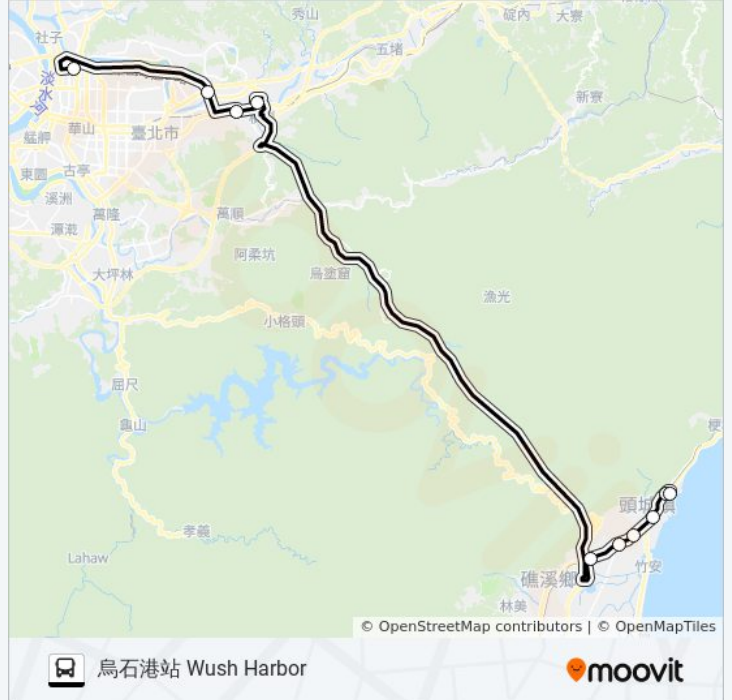 秀山
碇內
大寮
社子
五堵
淡水河
新寮
華山
臺北市
艋舺
東園
古亭
溪洲
萬隆
萬順
潭漧
阿柔坑
大坪林
烏塗窟
漁光
小格頭
屈尺
龜山
梗
頭城鎮
孝義
Lahaw
礁溪鄉
竹安
林美
© OpenStreetMap contributors | © OpenMapTiles
烏石港站 Wush Harbor
moovit